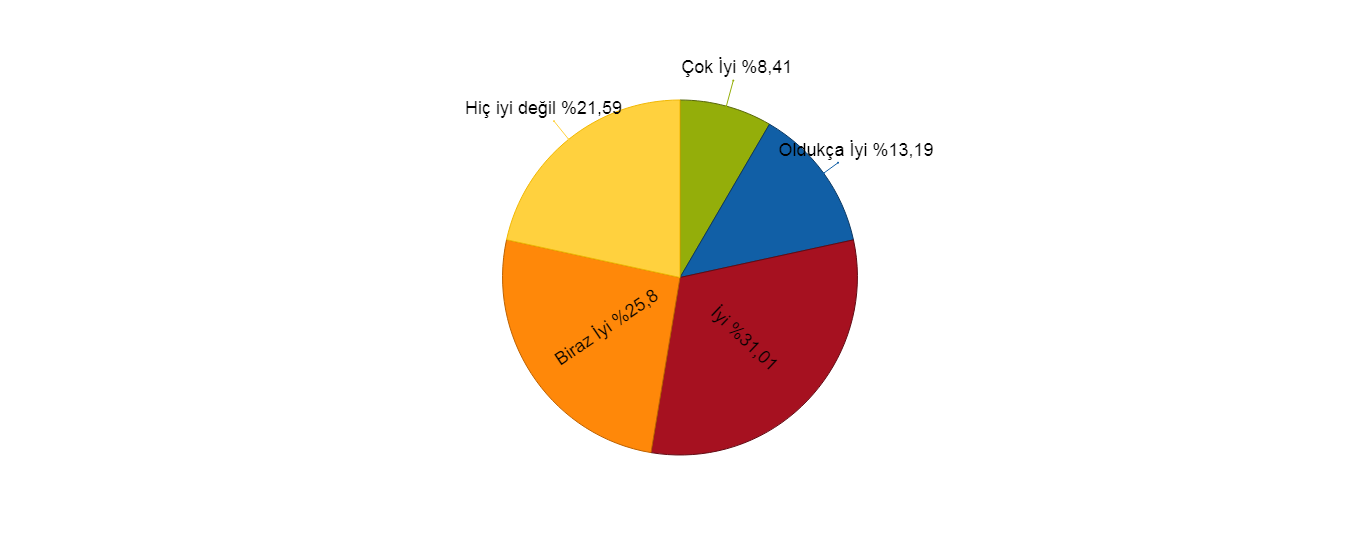 Çok İyi %8,41
Hiç iyi değil %21,59
Oldukça İyi %13,19
Biraz İyi %25,8
İyi %31,01